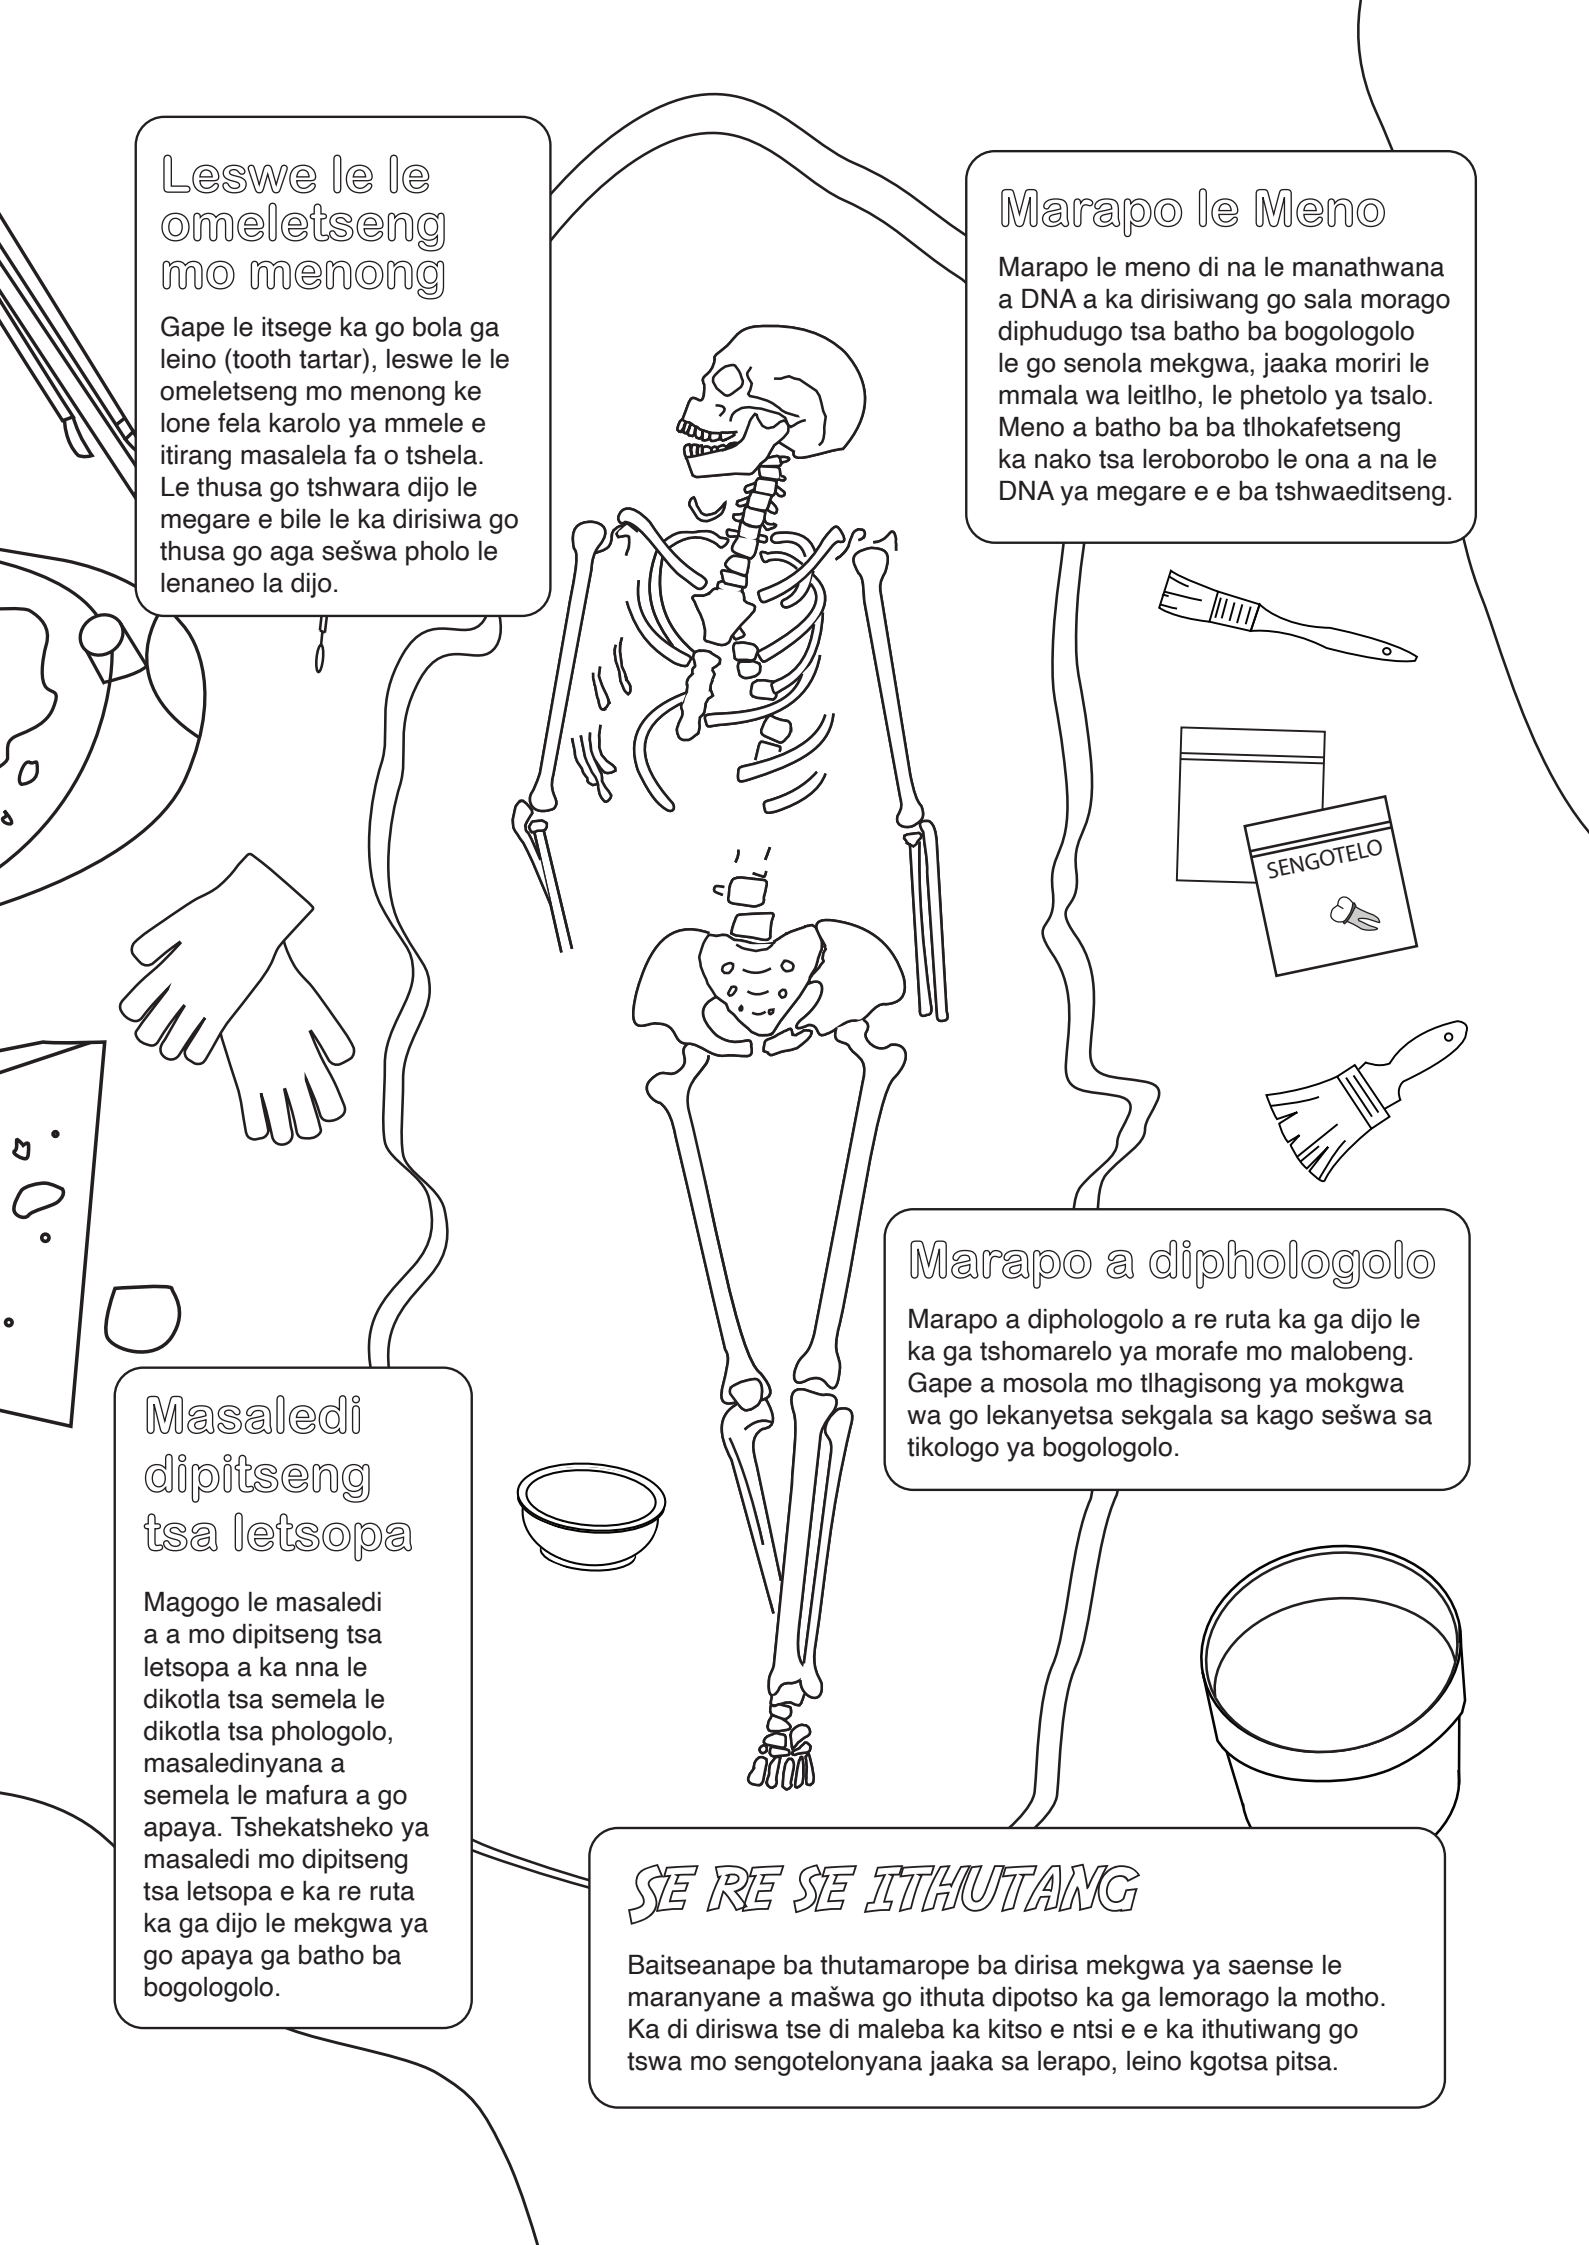 Leswe le le
omeletseng
mo menong
Gape le itsege ka go bola ga
leino (tooth tartar), leswe le le
omeletseng mo menong ke
lone fela karolo ya mmele e
itirang masalela fa o tshela.
Le thusa go tshwara dijo le
megare e bile le ka dirisiwa go
thusa go aga sešwa pholo le
lenaneo la dijo.
Marapo le Meno
Marapo le meno di na le manathwana
a DNA a ka dirisiwang go sala morago
diphudugo tsa batho ba bogologolo
le go senola mekgwa, jaaka moriri le
mmala wa leitlho, le phetolo ya tsalo.
Meno a batho ba ba tlhokafetseng
ka nako tsa leroborobo le ona a na le
DNA ya megare e e ba tshwaeditseng.
SENGOTELO
Marapo a diphologolo
Marapo a diphologolo a re ruta ka ga dijo le
ka ga tshomarelo ya morafe mo malobeng.
Gape a mosola mo tlhagisong ya mokgwa
wa go lekanyetsa sekgala sa kago sešwa sa
tikologo ya bogologolo.
Masaledi
dipitseng
tsa letsopa
Magogo le masaledi
a a mo dipitseng tsa
letsopa a ka nna le
dikotla tsa semela le
dikotla tsa phologolo,
masaledinyana a
semela le mafura a go
apaya. Tshekatsheko ya
masaledi mo dipitseng
tsa letsopa e ka re ruta
ka ga dijo le mekgwa ya
go apaya ga batho ba
bogologolo.
SE RE SE ITHUTANG
Baitseanape ba thutamarope ba dirisa mekgwa ya saense le
maranyane a mašwa go ithuta dipotso ka ga lemorago la motho.
Ka di diriswa tse di maleba ka kitso e ntsi e e ka ithutiwang go
tswa mo sengotelonyana jaaka sa lerapo, leino kgotsa pitsa.